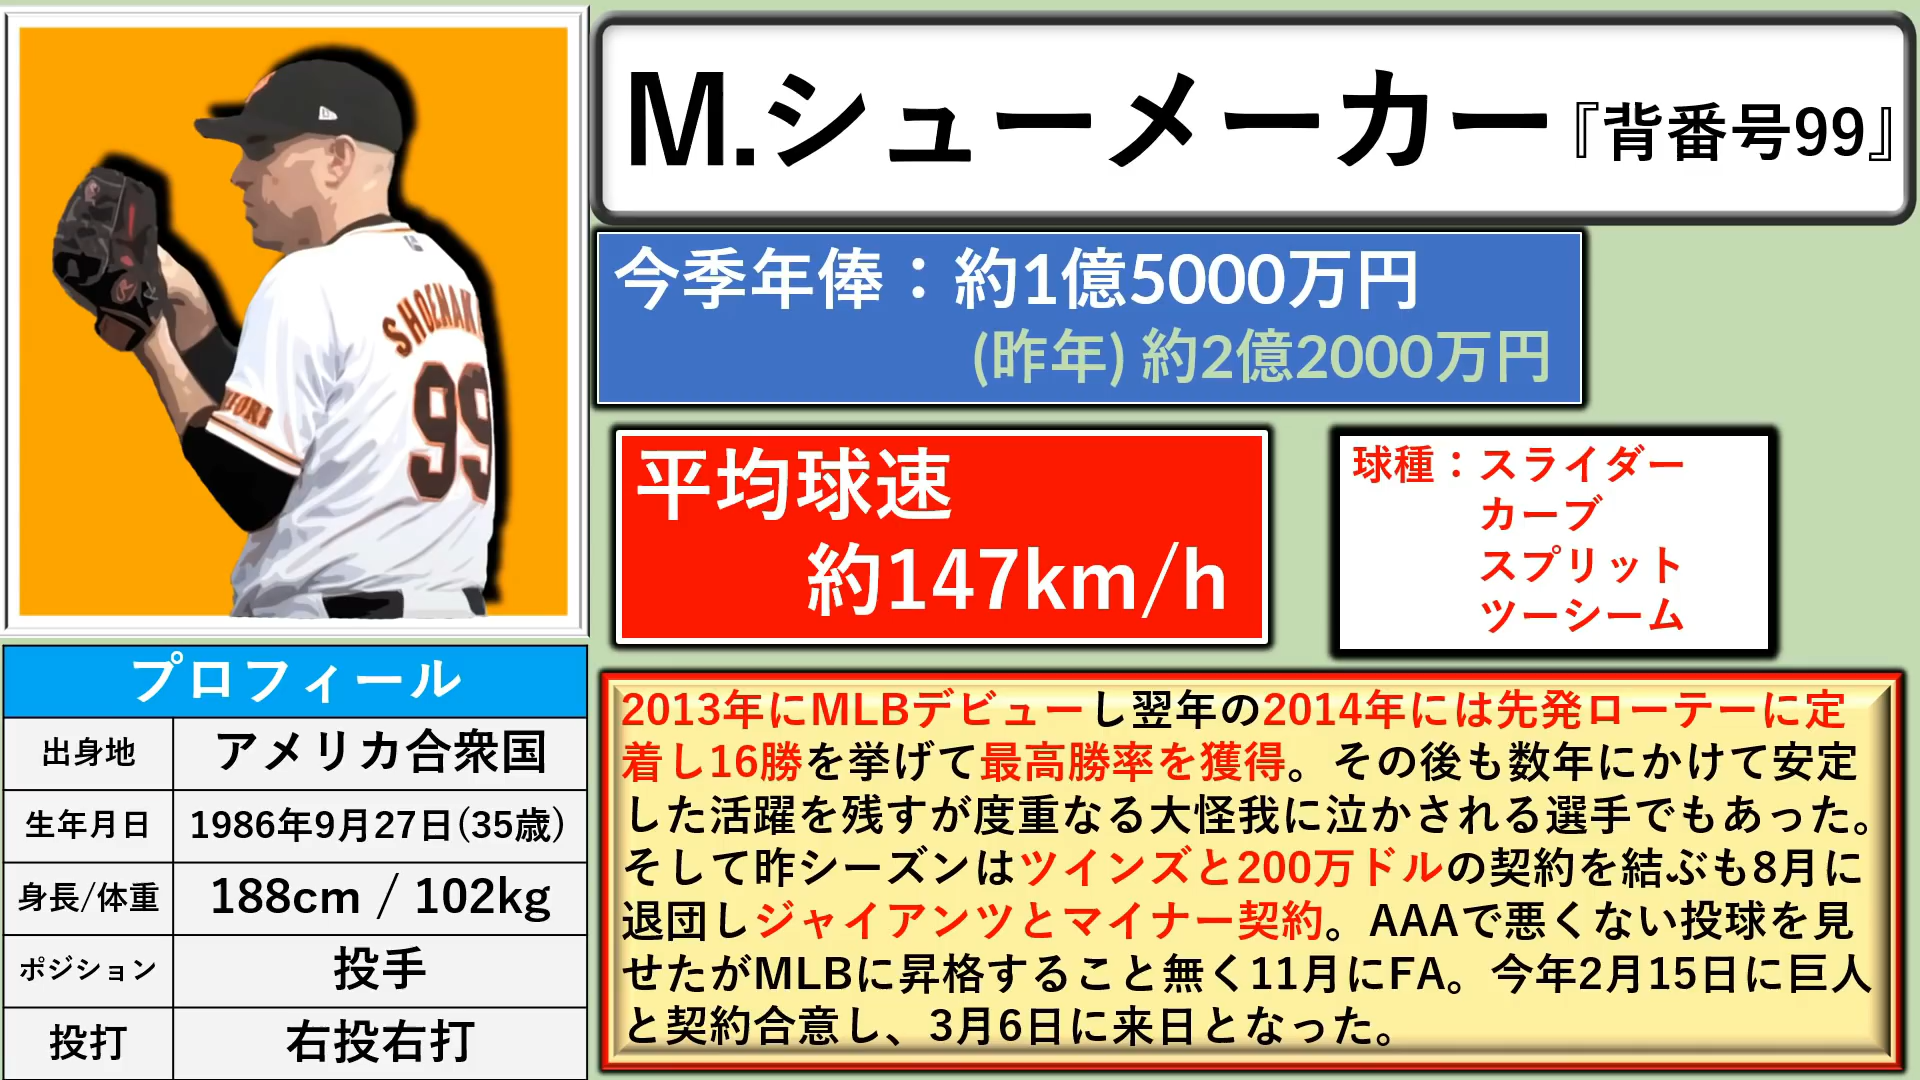 M.シューメーカー『背番号99』
今季年俸：約1億5000万円
(昨年) 約2億2000万円
平均球速
約147km/h
球種：スライダー
カーブ
スプリット
ツーシーム
99
プロフィール
出身地 アメリカ合衆国
生年月日 1986年9月27日(35歳)
身長/体重 188cm / 102kg
ポジション 投手
投打 右投右打
2013年にMLBデビューし翌年の2014年には先発ローテーに定
着し16勝を挙げて最高勝率を獲得。その後も数年にかけて安定
した活躍を残すが度重なる大怪我に泣かされる選手でもあった。
そして昨シーズンはツインズと200万ドルの契約を結ぶも8月に
退団しジャイアンツとマイナー契約。AAAで悪くない投球を見
せたがMLBに昇格すること無く11月にFA。今年2月15日に巨人
と契約合意し、3月6日に来日となった。